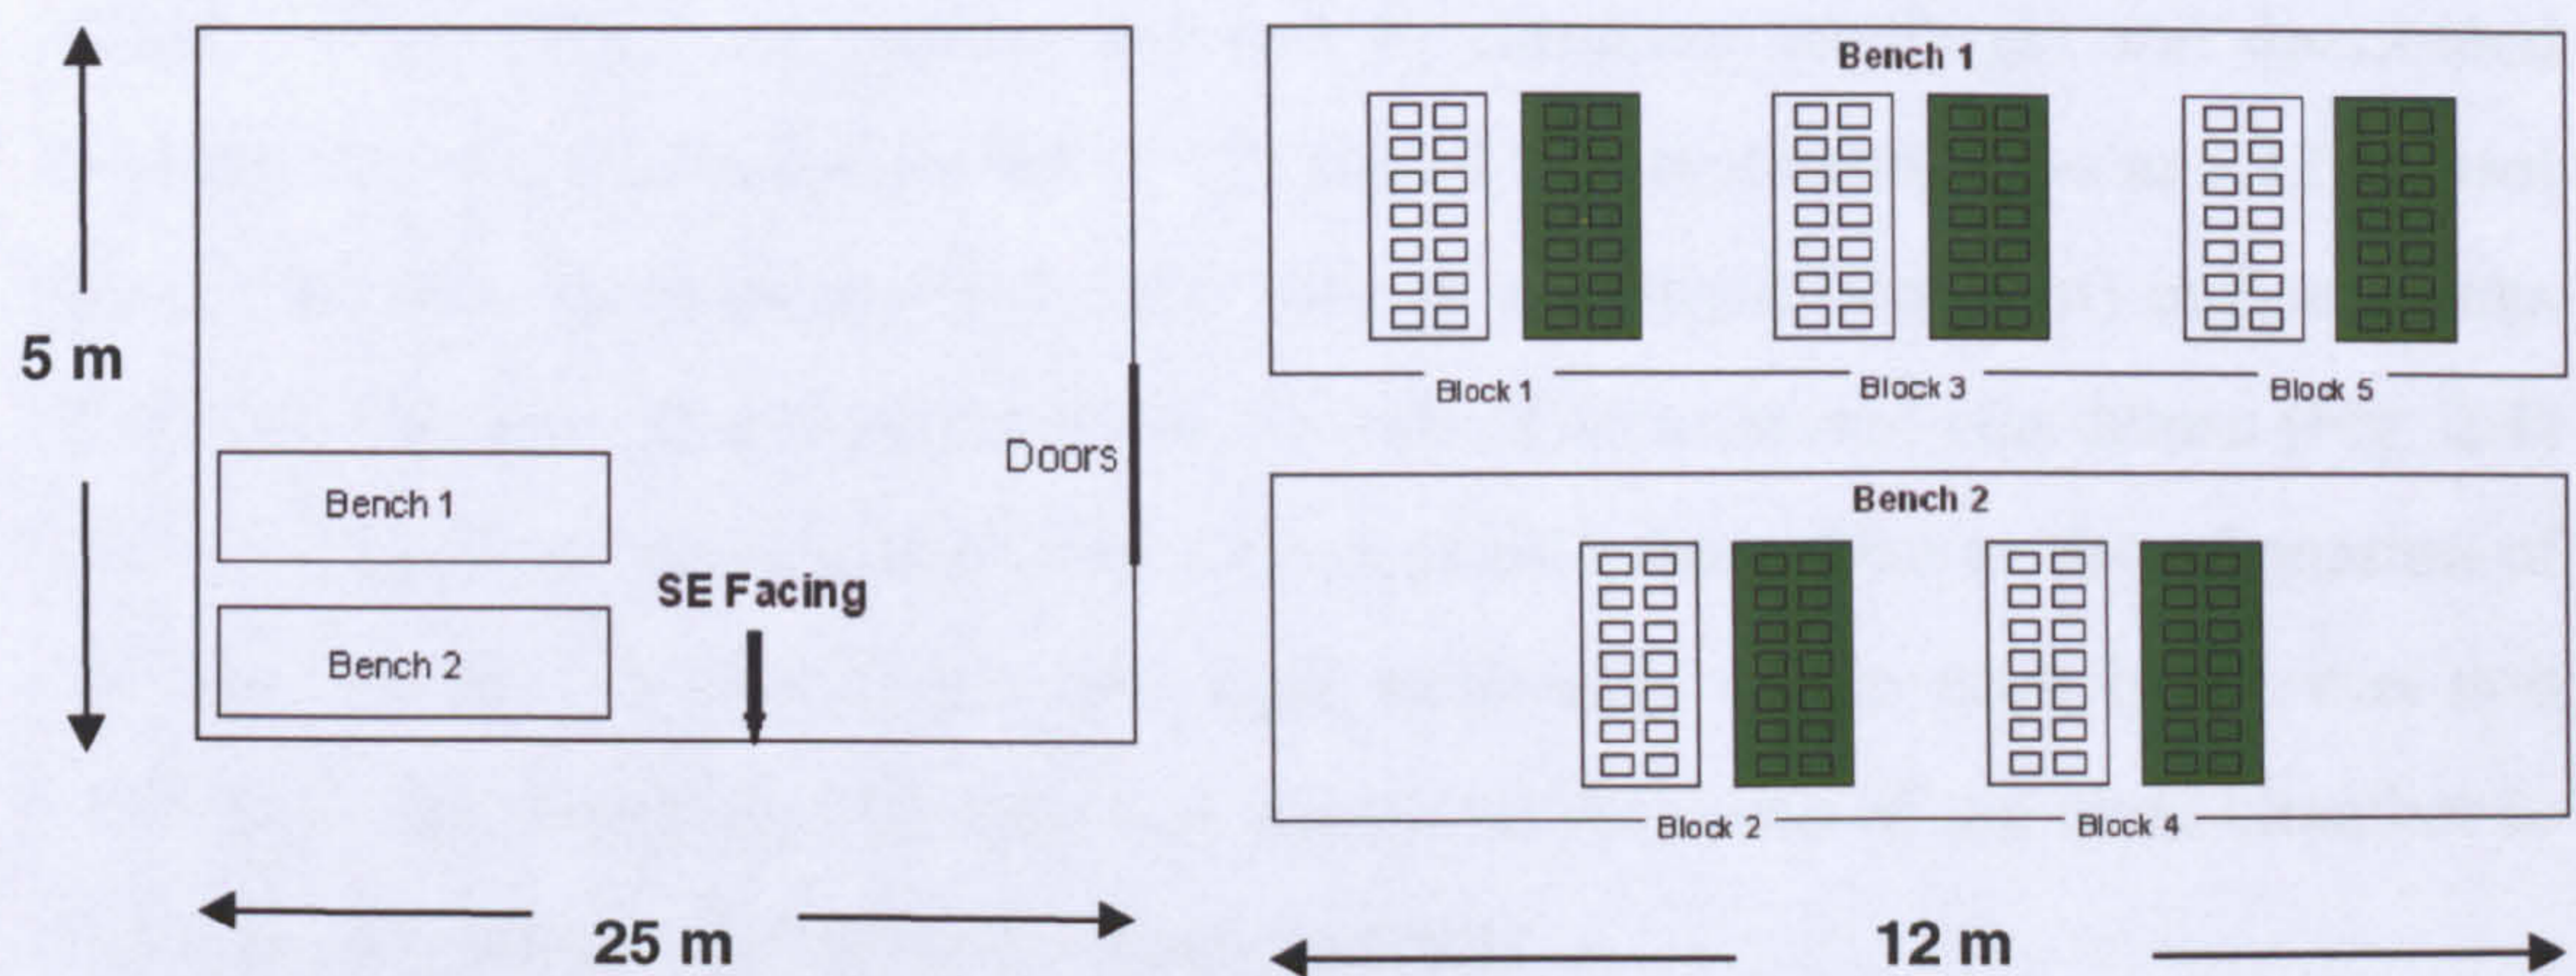 5 m
Doors
Bench 1
SE Facing
Bench 2
25 m
Bench 1
Block 1
Block 3
Block 5
Bench 2
Block 2
Block 4
12 m